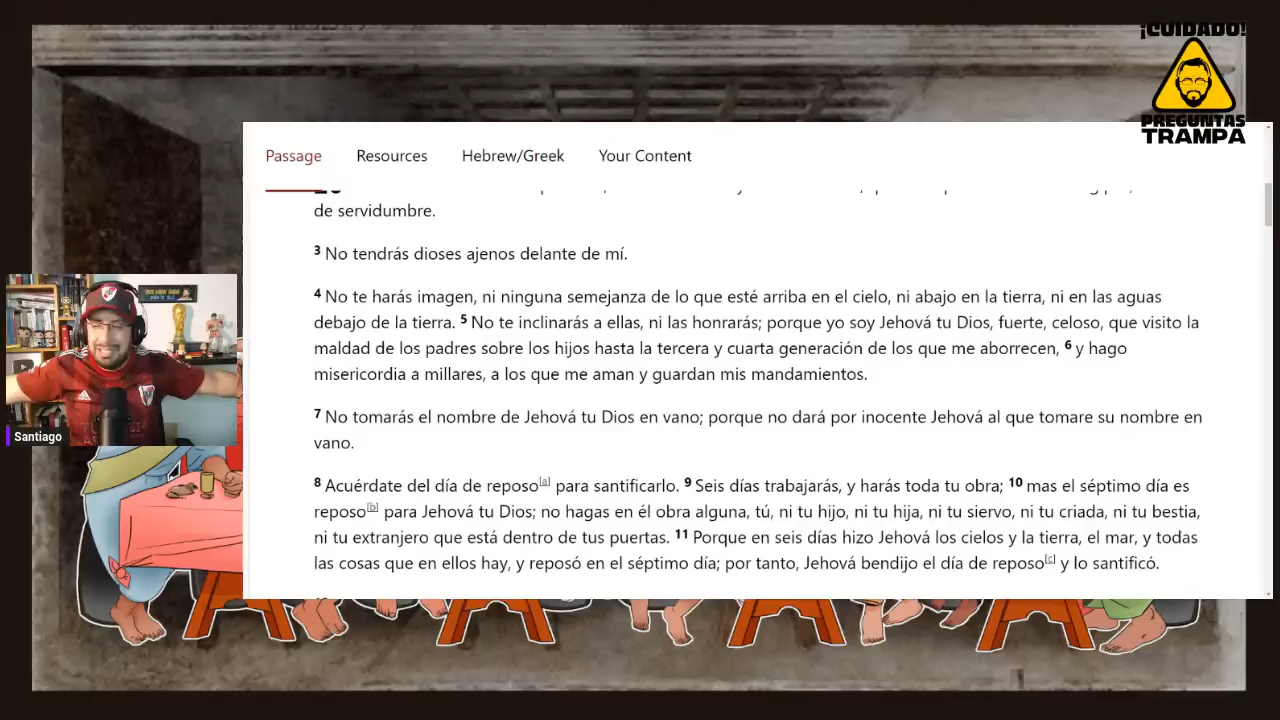 ¡CUIDADO!
PREGUNTAS
TRAMPA
Passage Resources Hebrew/Greek Your Content
de servidumbre.
3 No tendrás dioses ajenos delante de mí.
4 No te harás imagen, ni ninguna semejanza de lo que esté arriba en el cielo, ni abajo en la tierra, ni en las aguas
debajo de la tierra. 5 No te inclinarás a ellas, ni las honrarás; porque yo soy Jehová tu Dios, fuerte, celoso, que visito la
maldad de los padres sobre los hijos hasta la tercera y cuarta generación de los que me aborrecen, 6 y hago
misericordia a millares, a los que me aman y guardan mis mandamientos.
7 No tomarás el nombre de Jehová tu Dios en vano; porque no dará por inocente Jehová al que tomare su nombre en
vano.
8 Acuérdate del día de reposo[a] para santificarlo. 9 Seis días trabajarás, y harás toda tu obra; 10 mas el séptimo día es
reposo[b] para Jehová tu Dios; no hagas en él obra alguna, tú, ni tu hijo, ni tu hija, ni tu siervo, ni tu criada, ni tu bestia,
ni tu extranjero que está dentro de tus puertas. 11 Porque en seis días hizo Jehová los cielos y la tierra, el mar, y todas
las cosas que en ellos hay, y reposó en el séptimo día; por tanto, Jehová bendijo el día de reposo[c] y lo santificó.
Santiago